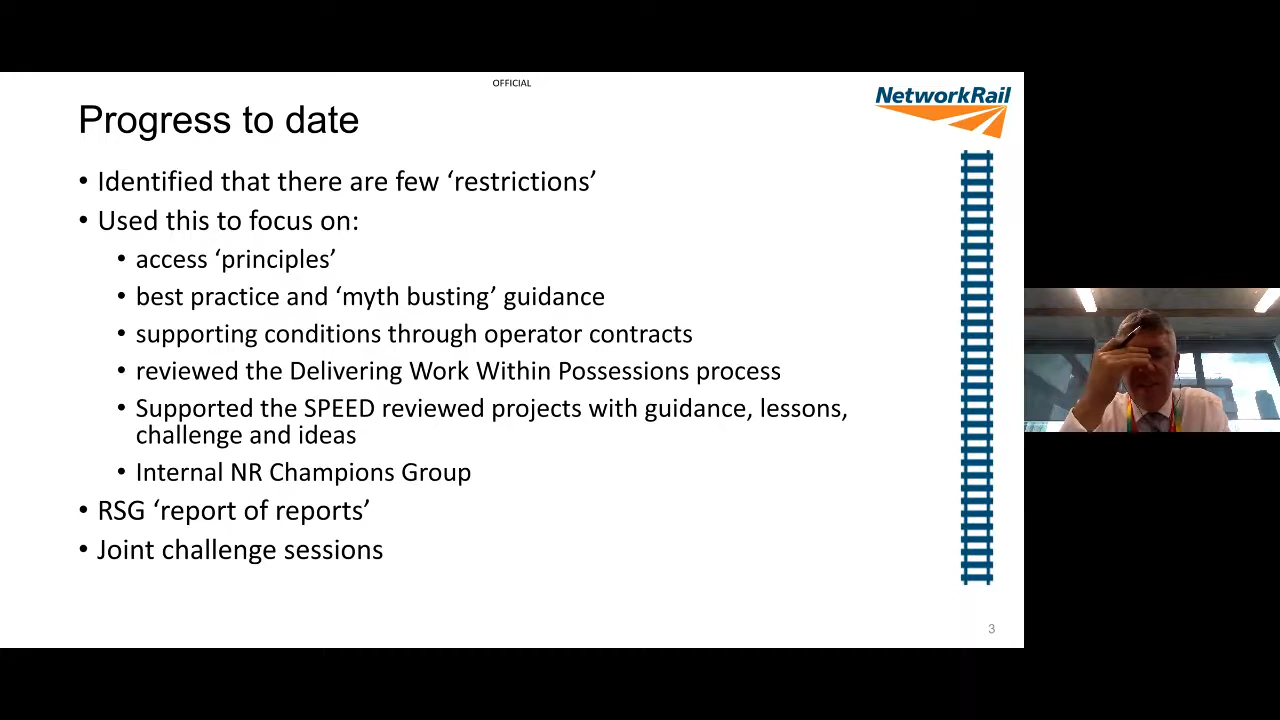 OFFICIAL
NetworkRail
Progress to date
• Identified that there are few ‘restrictions’
• Used this to focus on:
• access ‘principles’
• best practice and ‘myth busting’ guidance
• supporting conditions through operator contracts
• reviewed the Delivering Work Within Possessions process
• Supported the SPEED reviewed projects with guidance, lessons,
challenge and ideas
• Internal NR Champions Group
• RSG ‘report of reports’
• Joint challenge sessions
3